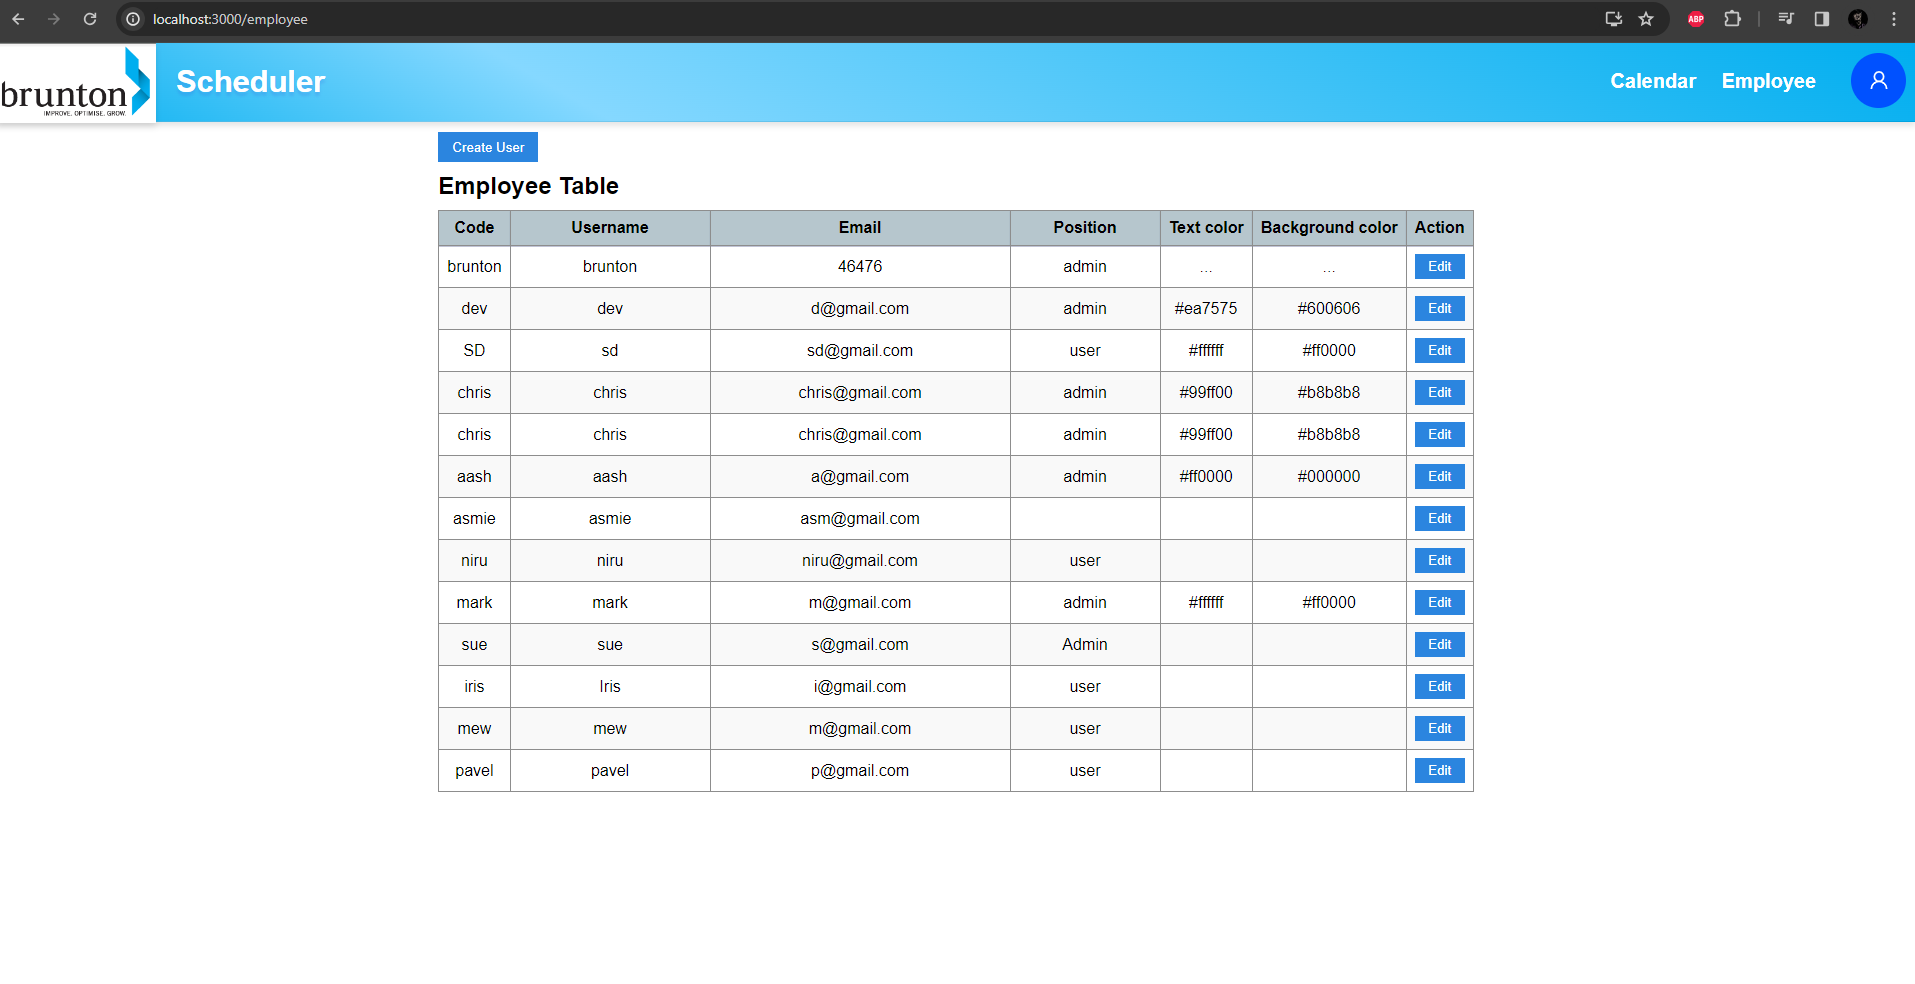 localhost:3000/employee
ABP
brunton
IMPROVE. OPTIMISE. GROW.
Scheduler
Calendar Employee
Create User
Employee Table
Code Username Email Position Text color Background color Action
brunton brunton 46476 admin ... ... Edit
dev dev d@gmail.com admin #ea7575 #600606 Edit
SD sd sd@gmail.com user #ffffff #ff0000 Edit
chris chris chris@gmail.com admin #99ff00 #b8b8b8 Edit
chris chris chris@gmail.com admin #99ff00 #b8b8b8 Edit
aash aash a@gmail.com admin #ff0000 #000000 Edit
asmie asmie asm@gmail.com Edit
niru niru niru@gmail.com user Edit
mark mark m@gmail.com admin #ffffff #ff0000 Edit
sue sue s@gmail.com Admin Edit
iris Iris i@gmail.com user Edit
mew mew m@gmail.com user Edit
pavel pavel p@gmail.com user Edit